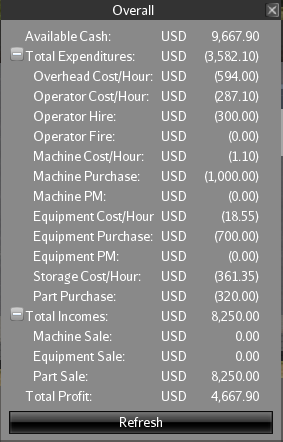 Overall
Available Cash: USD 9,667.90
Total Expenditures: USD (3,582.10)
Overhead Cost/Hour: USD (594.00)
Operator Cost/Hour: USD (287.10)
Operator Hire: USD (300.00)
Operator Fire: USD (0.00)
Machine Cost/Hour: USD (1.10)
Machine Purchase: USD (1,000.00)
Machine PM: USD (0.00)
Equipment Cost/Hour USD (18.55)
Equipment Purchase: USD (700.00)
Equipment PM: USD (0.00)
Storage Cost/Hour: USD (361.35)
Part Purchase: USD (320.00)
Total Incomes: USD 8,250.00
Machine Sale: USD 0.00
Equipment Sale: USD 0.00
Part Sale: USD 8,250.00
Total Profit: USD 4,667.90
Refresh